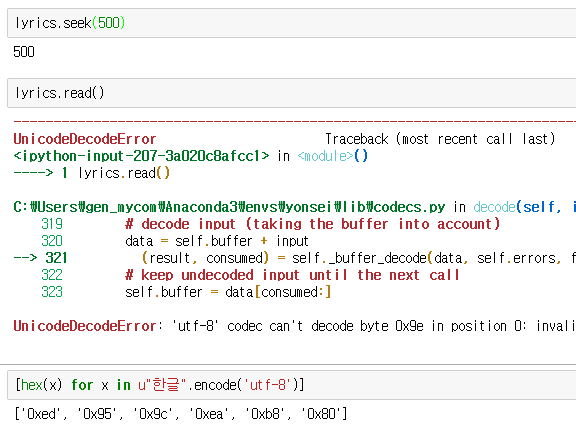 lyrics.seek(500)
500
lyrics.read()
---------------------------------------------------------------------------
UnicodeDecodeError                        Traceback (most recent call last)
<ipython-input-207-3a020c8afcc1> in <module>()
----> 1 lyrics.read()
C:₩Users₩gen_mycom₩Anaconda3₩envs₩yonsei₩lib₩codecs.py in decode(self, i
319         # decode input (taking the buffer into account)
320         data = self.buffer + input
--> 321         (result, consumed) = self._buffer_decode(data, self.errors, f
322         # keep undecoded input until the next call
323         self.buffer = data[consumed:]
UnicodeDecodeError: 'utf-8' codec can't decode byte 0x9e in position 0: invali
[hex(x) for x in u"한글".encode('utf-8')]
['0xed', '0x95', '0x9c', '0xea', '0xb8', '0x80']